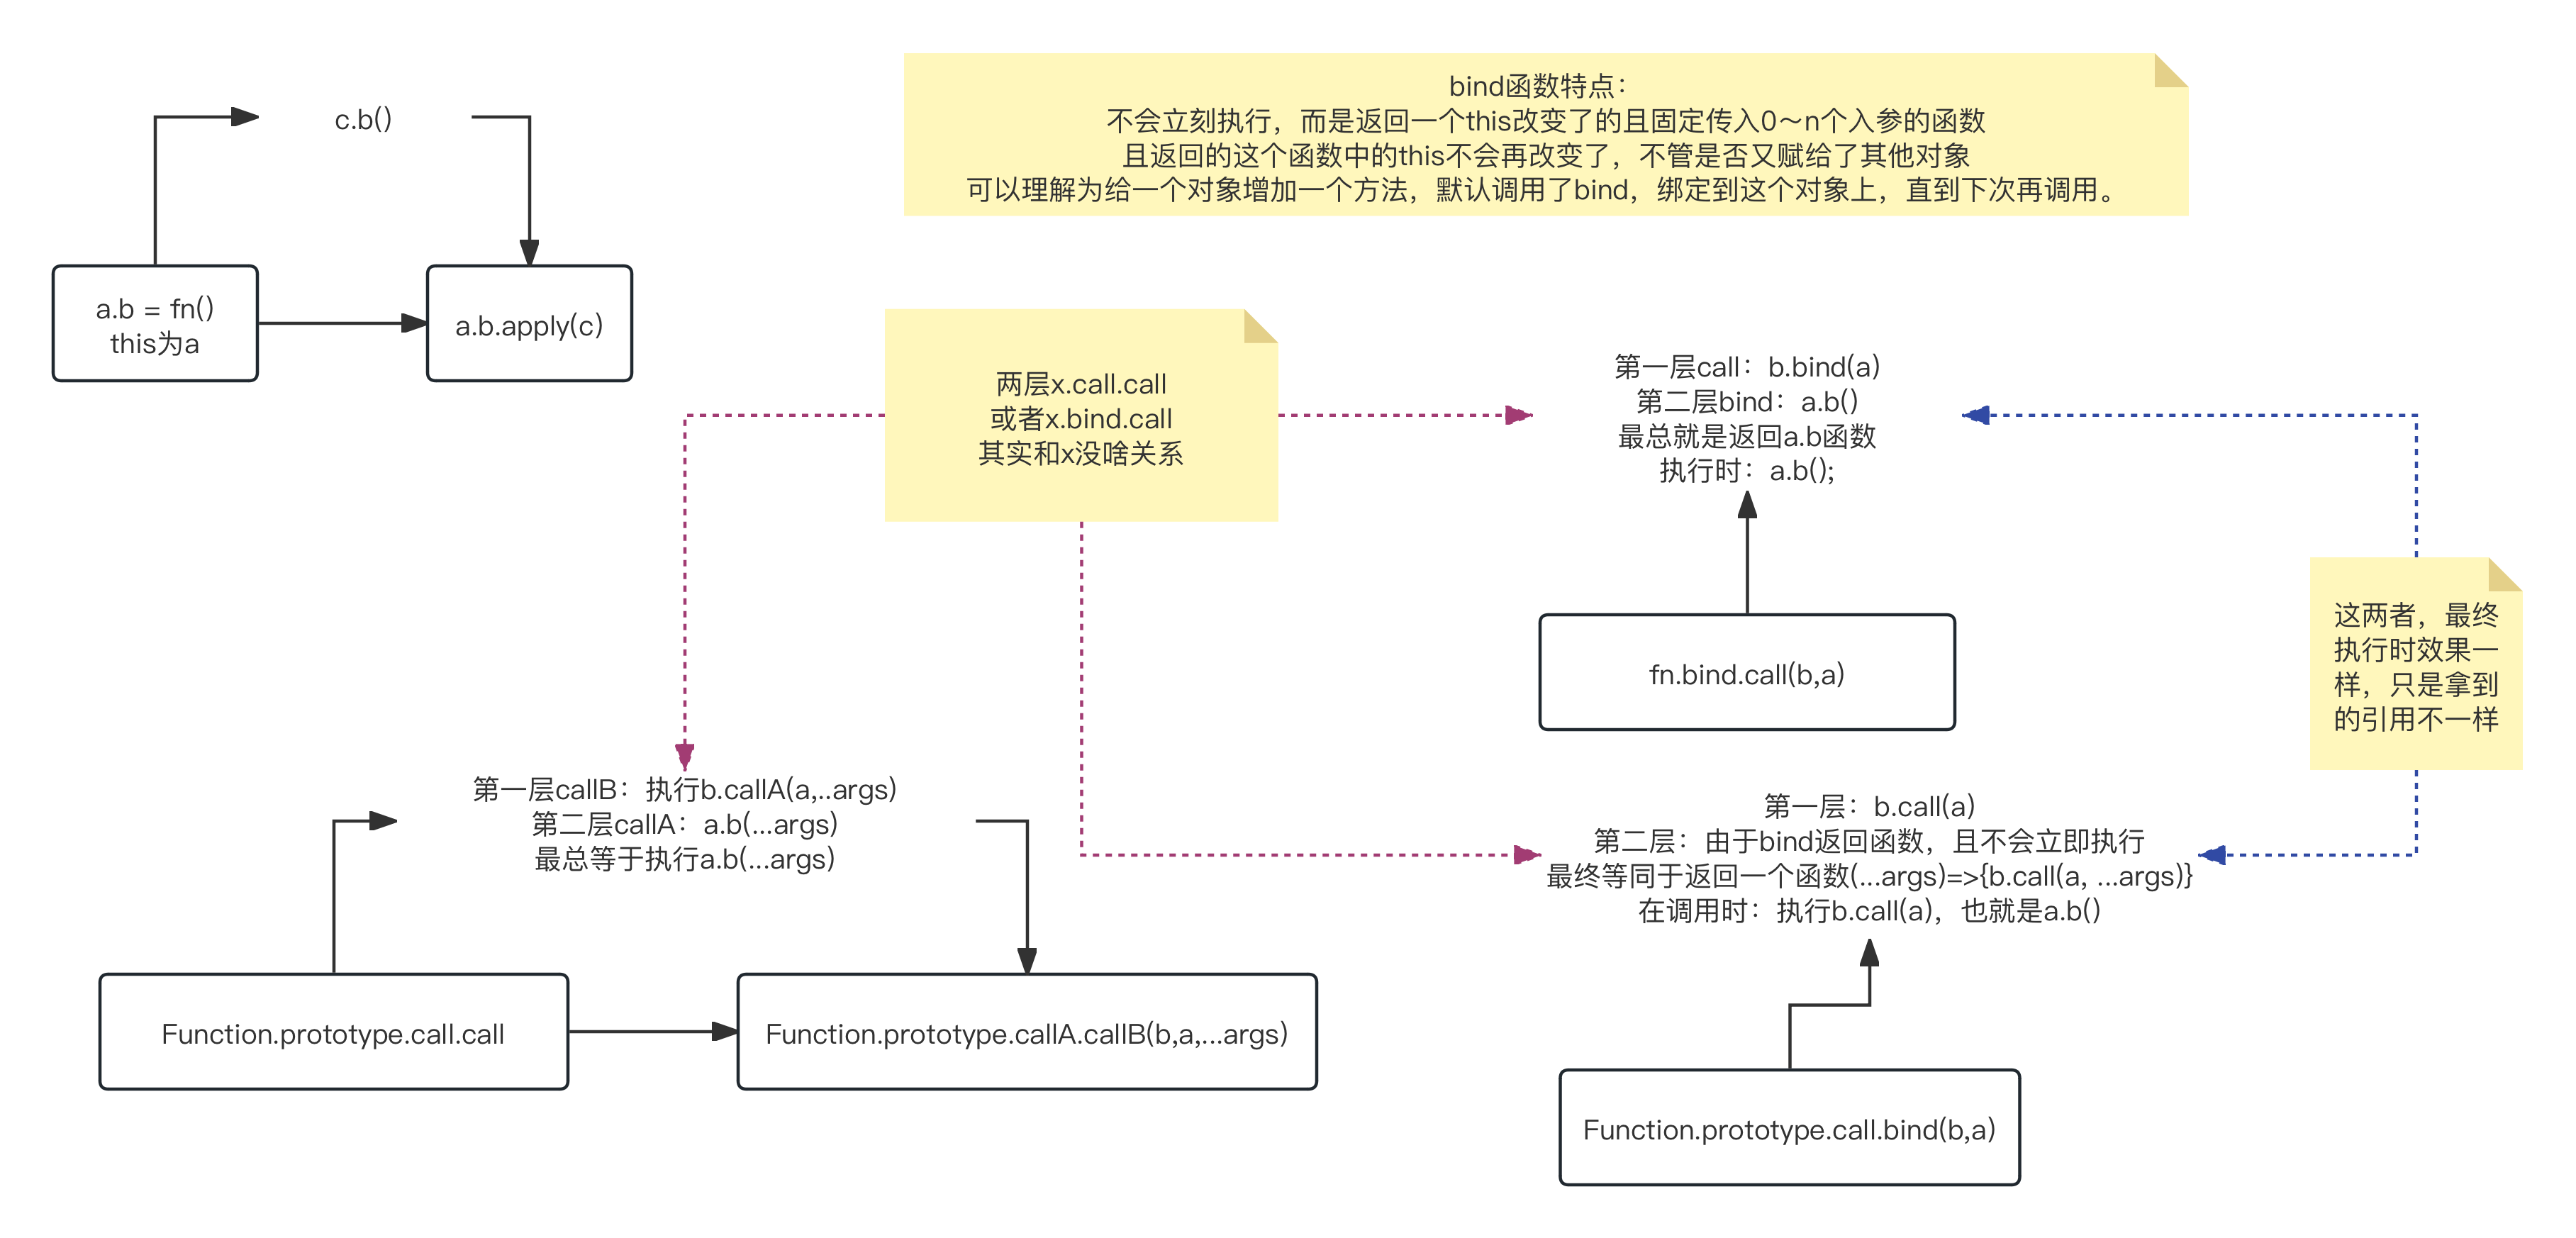 bind函数特点：
不会立刻执行，而是返回一个this改变了的且固定传入0～n个入参的函数
且返回的这个函数中的this不会再改变了，不管是否又赋给了其他对象
可以理解为给一个对象增加一个方法，默认调用了bind，绑定到这个对象上，直到下次再调用。
c.b()
a.b = fn()
this为a
a.b.apply(c)
两层x.call.call
或者x.bind.call
其实和x没啥关系
第一层call：b.bind(a)
第二层bind：a.b()
最总就是返回a.b函数
执行时：a.b();
fn.bind.call(b,a)
这两者，最终
执行时效果一
样，只是拿到
的引用不一样
第一层callB：执行b.callA(a,..args)
第二层callA：a.b(...args)
最总等于执行a.b(...args)
第一层：b.call(a)
第二层：由于bind返回函数，且不会立即执行
最终等同于返回一个函数(...args)=>{b.call(a, ...args)}
在调用时：执行b.call(a)，也就是a.b()
Function.prototype.call.call
Function.prototype.callA.callB(b,a,...args)
Function.prototype.call.bind(b,a)